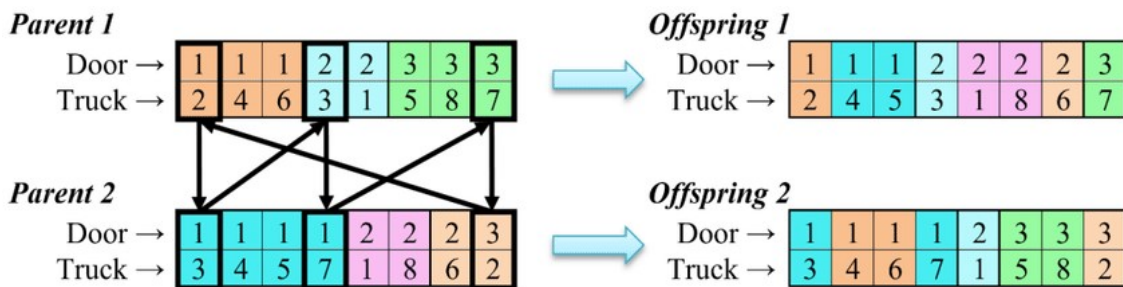 Parent 1
Door → 1 1 1 2 2 3 3 3
Truck → 2 4 6 3 1 5 8 7
Offspring 1
Door → 1 1 1 2 2 2 2 3
Truck → 2 4 5 3 1 8 6 7
Parent 2
Door → 1 1 1 1 2 2 2 3
Truck → 3 4 5 7 1 8 6 2
Offspring 2
Door → 1 1 1 1 2 3 3 3
Truck → 3 4 6 7 1 5 8 2